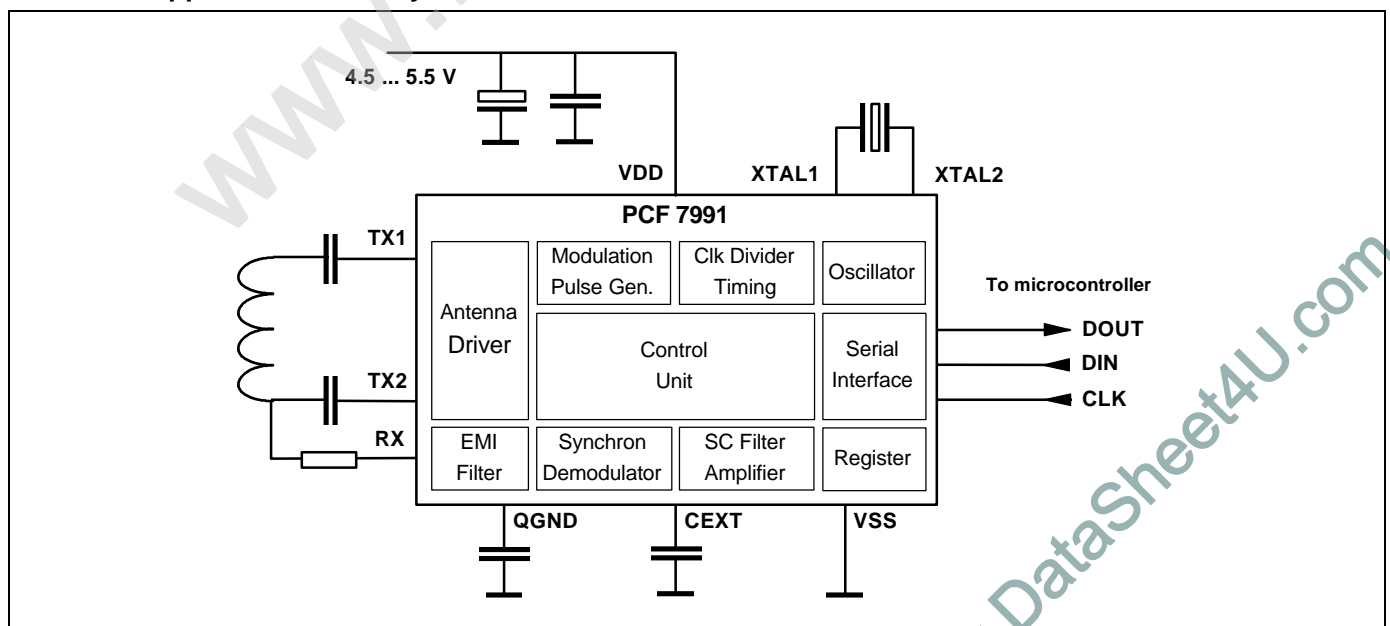 www.
4.5 ... 5.5 V
VDD
XTAL1
XTAL2
PCF 7991
TX1
TX2
RX
Antenna
Driver
Modulation
Pulse Gen.
Clk Divider
Timing
Oscillator
Control
Unit
Serial
Interface
EMI
Filter
Synchron
Demodulator
SC Filter
Amplifier
Register
To microcontroller
DOUT
DIN
CLK
QGND
CEXT
VSS
DataSheet4U.com